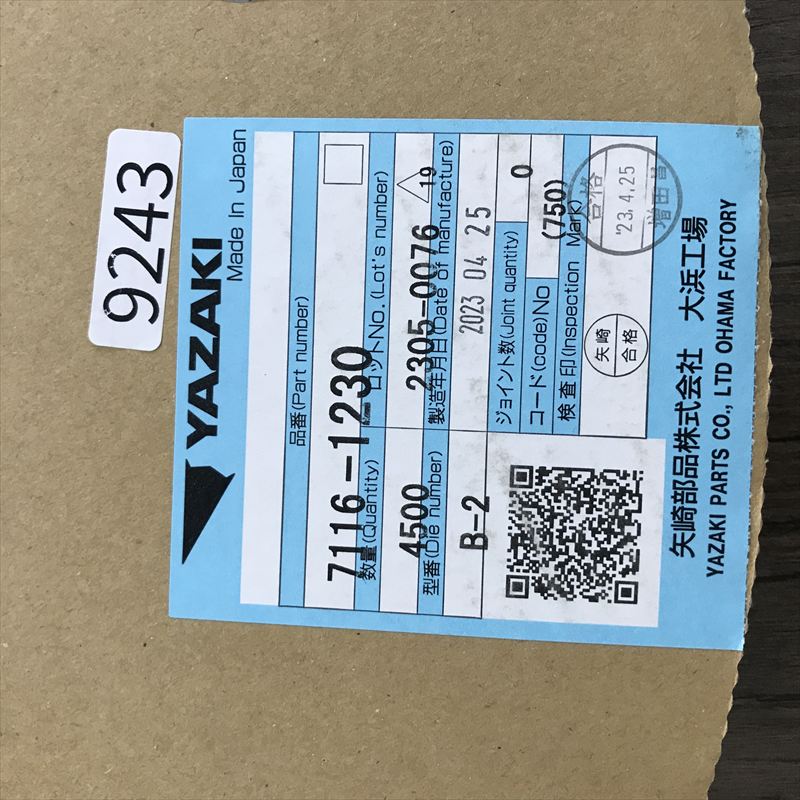 9243
YAZAKI
Made In Japan
品番(Part number)
7116-1230
数量(Quantity)
ロットNo.(Lot's number)
4500
2305-0076
19
型番(Die number)
製造年月日(Date of manufacture)
B-2
2023 04 25
ジョイント数(Joint quantity)
0
コード(code)No
(750)
検査印(Inspection Mark)
矢崎
合格
合格
'23.4.25
増田
矢崎部品株式会社 大浜工場
YAZAKI PARTS CO., LTD OHAMA FACTORY